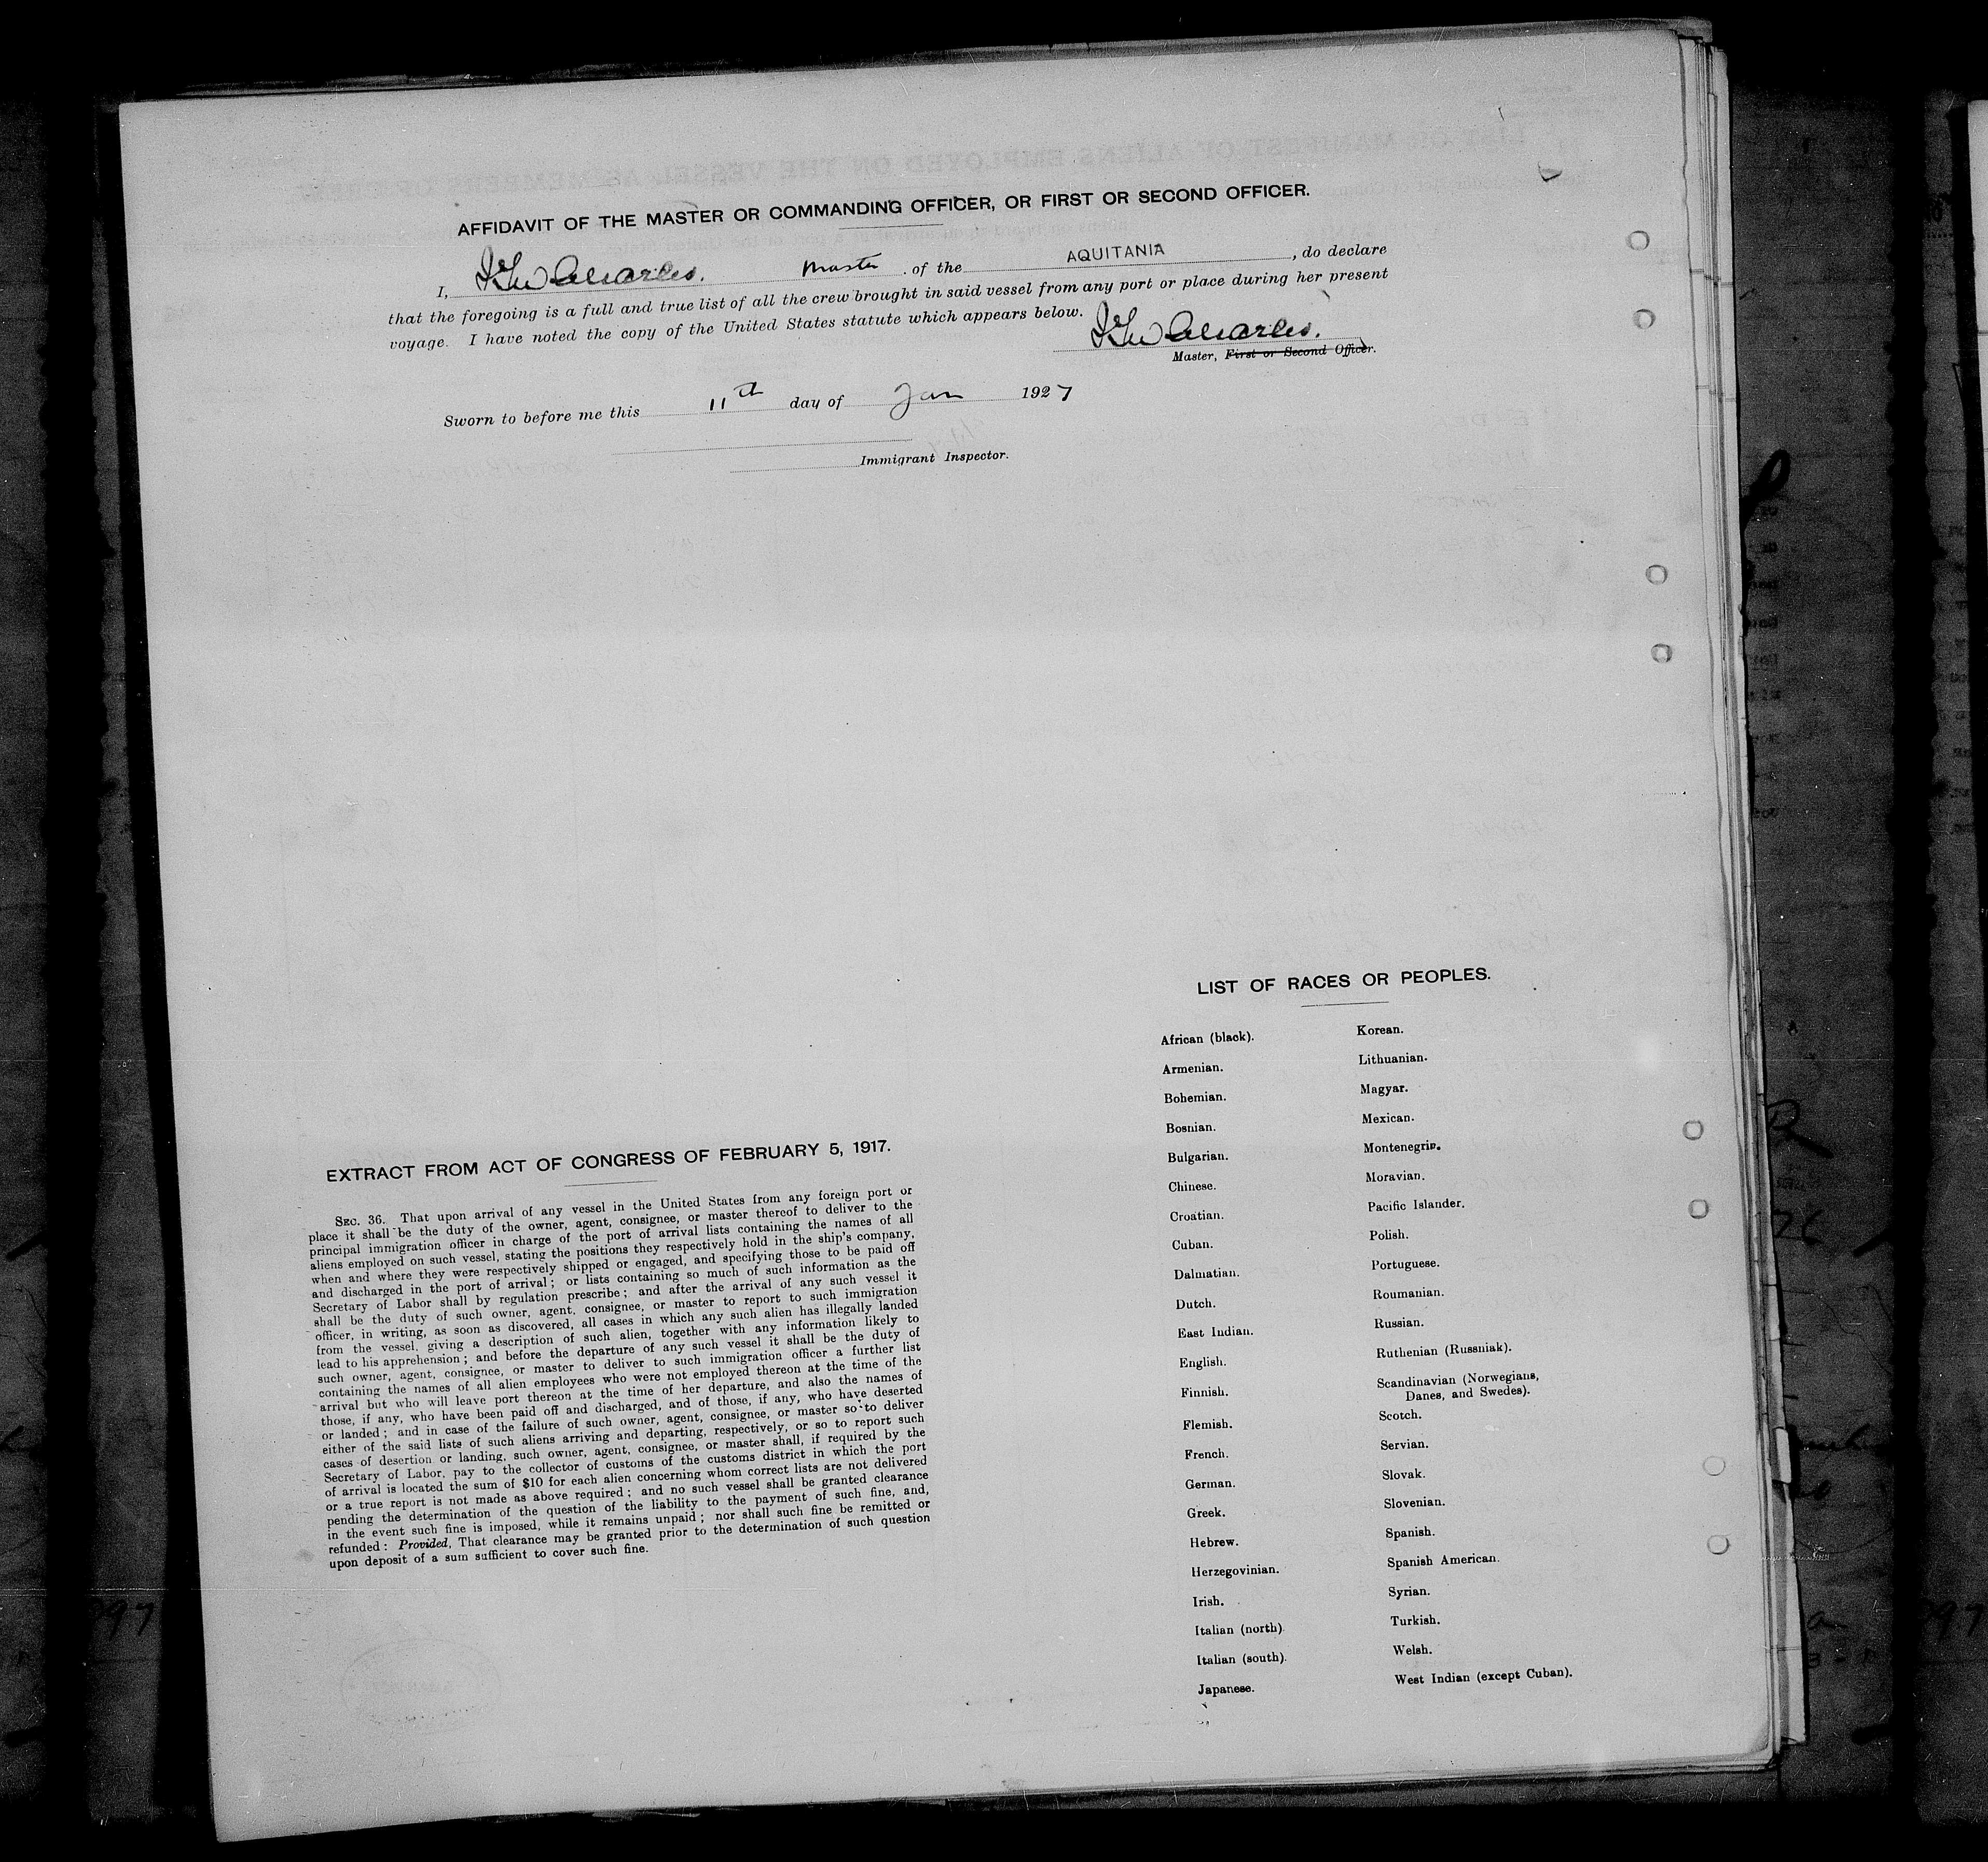 AFFIDAVIT OF THE MASTER OR COMMANDING OFFICER, OR FIRST OR SECOND OFFICER.
I, Charles. Master of the AQUITANIA, do declare
that the foregoing is a full and true list of all the crew brought in said vessel from any port or place during her present
voyage. I have noted the copy of the United States statute which appears below.
Charles.
Master, First or Second Officer.
Sworn to before me this 11th day of Jan 1927
Immigrant Inspector.
EXTRACT FROM ACT OF CONGRESS OF FEBRUARY 5, 1917.
SEC. 36. That upon arrival of any vessel in the United States from any foreign port or
place it shall be the duty of the owner, agent, consignee, or master thereof to deliver to the
principal immigration officer in charge of the port of arrival lists containing the names of all
aliens employed on such vessel, stating the positions they respectively hold in the ship's company,
when and where they were respectively shipped or engaged, and specifying those to be paid off
and discharged in the port of arrival; or lists containing so much of such information as the
Secretary of Labor shall by regulation prescribe; and after the arrival of any such vessel it
shall be the duty of such owner, agent, consignee, or master to report to such immigration
officer, in writing, as soon as discovered, all cases in which any such alien has illegally landed
from the vessel, giving a description of such alien, together with any information likely to
lead to his apprehension; and before the departure of any such vessel it shall be the duty of
such owner, agent, consignee, or master to deliver to such immigration officer a further list
containing the names of all alien employees who were not employed thereon at the time of the
arrival but who will leave port thereon at the time of her departure, and also the names of
those, if any, who have been paid off and discharged, and of those, if any, who have deserted
or landed; and in case of the failure of such owner, agent, consignee, or master so to deliver
either of the said lists of such aliens arriving and departing, respectively, or so to report such
cases of desertion or landing, such owner, agent, consignee, or master shall, if required by the
Secretary of Labor, pay to the collector of customs of the customs district in which the port
of arrival is located the sum of $10 for each alien concerning whom correct lists are not delivered
or a true report is not made as above required; and no such vessel shall be granted clearance
pending the determination of the question of the liability to the payment of such fine, and,
in the event such fine is imposed, while it remains unpaid; nor shall such fine be remitted or
refunded: Provided, That clearance may be granted prior to the determination of such question
upon deposit of a sum sufficient to cover such fine.
LIST OF RACES OR PEOPLES.
African (black).
Armenian.
Bohemian.
Bosnian.
Bulgarian.
Chinese.
Croatian.
Cuban.
Dalmatian.
Dutch.
East Indian.
English.
Finnish.
Flemish.
French.
German.
Greek.
Hebrew.
Herzegovinian.
Irish.
Italian (north)
Italian (south).
Japanese.
Korean.
Lithuanian.
Magyar.
Mexican.
Montenegrin.
Moravian.
Pacific Islander.
Polish.
Portuguese.
Roumanian.
Russian.
Ruthenian (Russniak).
Scandinavian (Norwegians,
Danes, and Swedes).
Scotch.
Servian.
Slovak.
Slovenian.
Spanish.
Spanish American.
Syrian.
Turkish.
Welsh.
West Indian (except Cuban).